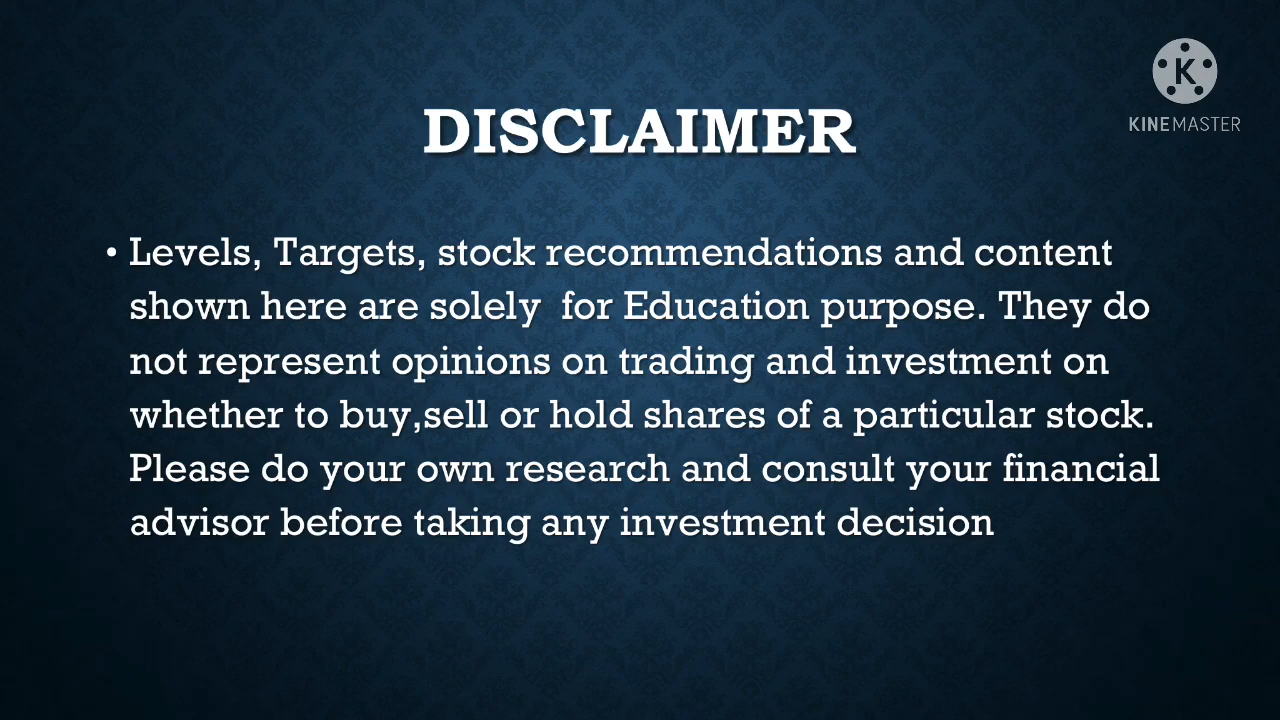 KINEMASTER
DISCLAIMER
• Levels, Targets, stock recommendations and content
shown here are solely  for Education purpose. They do
not represent opinions on trading and investment on
whether to buy,sell or hold shares of a particular stock.
Please do your own research and consult your financial
advisor before taking any investment decision